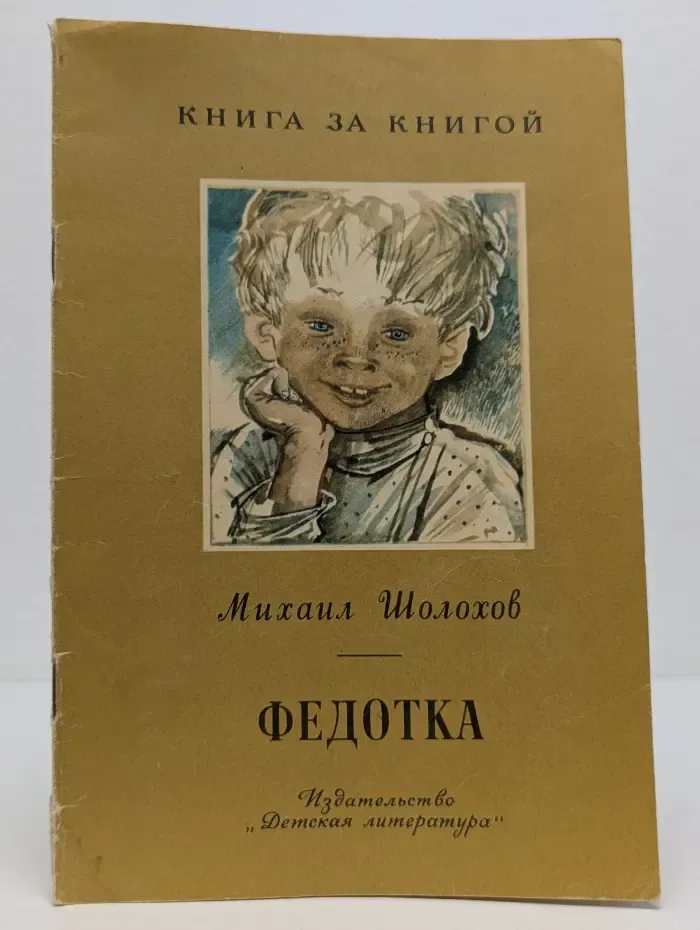 КНИГА ЗА КНИГОЙ
Михаил Шолохов
ФЕДОТКА
Издательство
„Детская литература“